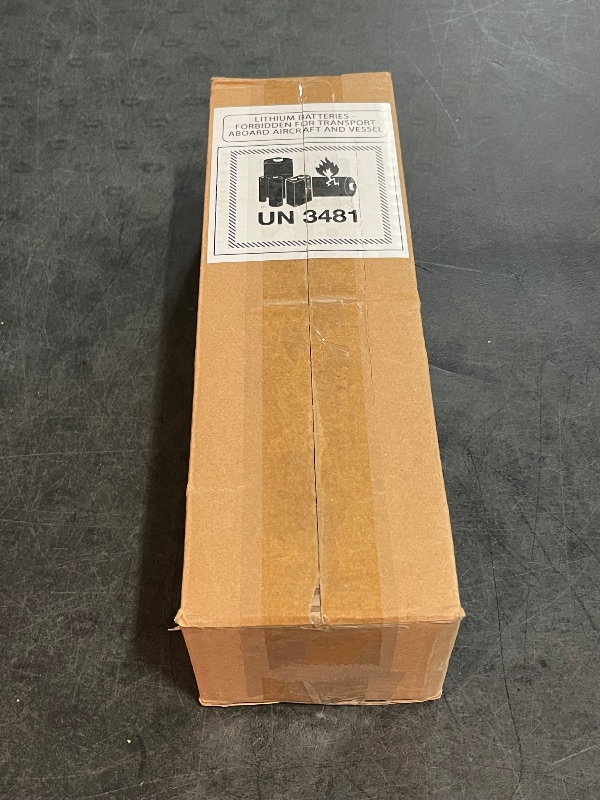 LITHIUM BATTERIES -
FORBIDDEN FOR TRANSPORT
ABOARD AIRCRAFT AND VESSEL
UN 3481